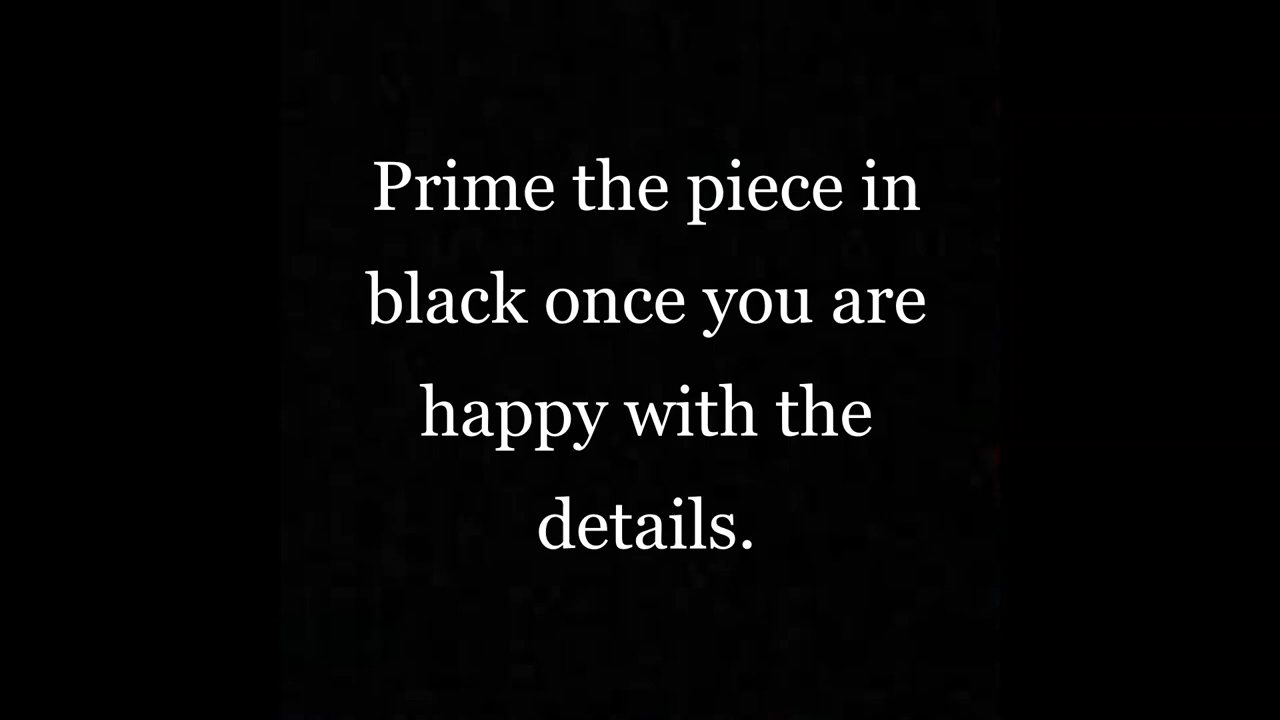 Prime the piece in
black once you are
happy with the
details.